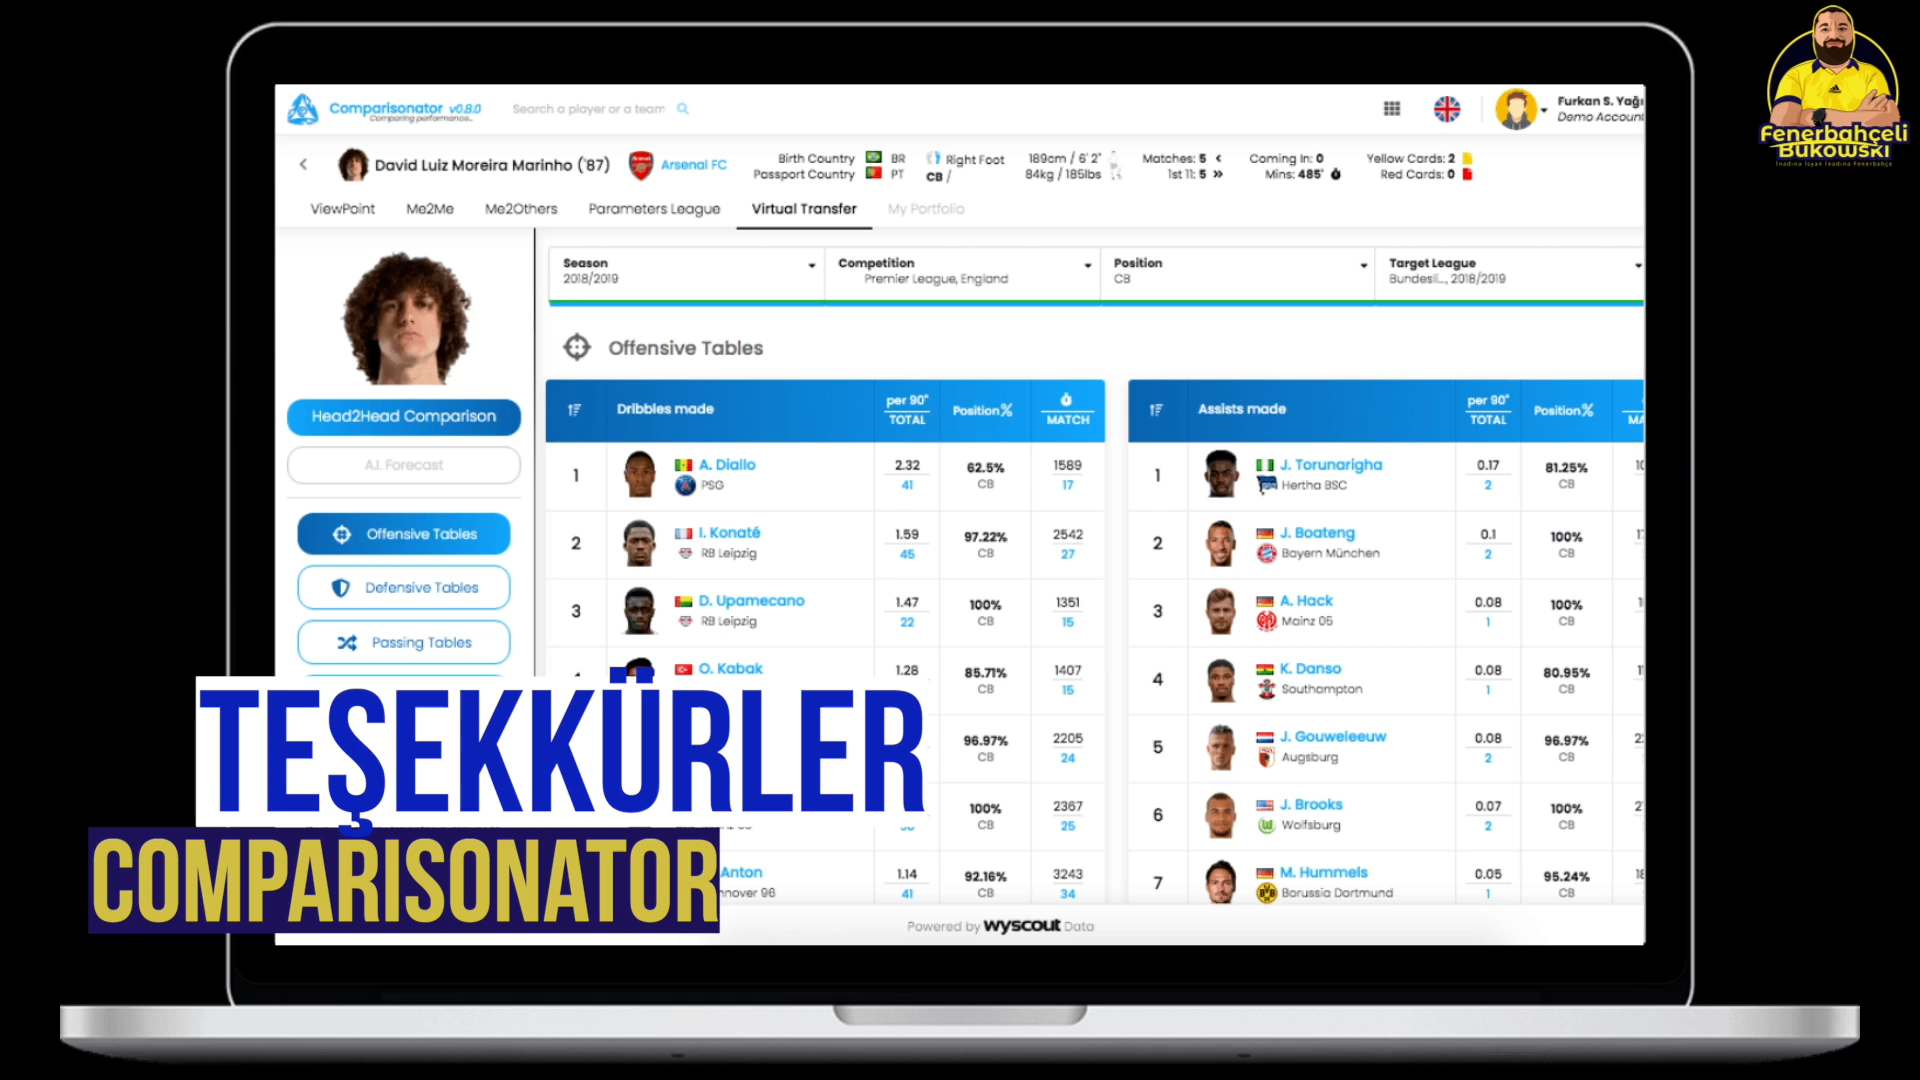 Comparisonator v0.8.0
Comparing performance...
Search a player or a team
Furkan S. Yağı
Demo Account
Fenerbahçeli
BUKOWSKI
İnadına İsyan İnadına Fenerbahçe
David Luiz Moreira Marinho ('87)
Arsenal FC
Birth Country BR
Passport Country PT
Right Foot
CB /
189cm / 6' 2"
84kg / 185lbs
Matches: 5
1st 11: 5
Coming In: 0
Mins: 485'
Yellow Cards: 2
Red Cards: 0
ViewPoint Me2Me Me2Others Parameters League Virtual Transfer My Portfolio
Season
2018/2019
Competition
Premier League, England
Position
CB
Target League
Bundesli..., 2018/2019
Head2Head Comparison
A.I. Forecast
Offensive Tables
Defensive Tables
Passing Tables
Offensive Tables
Dribbles made per 90" TOTAL Position% MATCH
1 A. Diallo 2.32 62.5% 1589
PSG 41 CB 17
2 I. Konaté 1.59 97.22% 2542
RB Leipzig 45 CB 27
3 D. Upamecano 1.47 100% 1351
RB Leipzig 22 CB 15
O. Kabak 1.28 85.71% 1407
CB 15
96.97% 2205
CB 24
100% 2367
CB 25
Anton 1.14 92.16% 3243
nnover 96 41 CB 34
Assists made per 90" TOTAL Position%
1 J. Torunarigha 0.17 81.25%
Hertha BSC 2 CB
2 J. Boateng 0.1 100%
Bayern München 2 CB
3 A. Hack 0.08 100%
Mainz 05 1 CB
4 K. Danso 0.08 80.95%
Southampton 1 CB
5 J. Gouweleeuw 0.08 96.97%
Augsburg 2 CB
6 J. Brooks 0.07 100%
Wolfsburg 2 CB
7 M. Hummels 0.05 95.24%
Borussia Dortmund 1 CB
TEŞEKKÜRLER
COMPARISONATOR
Powered by wyscout Data